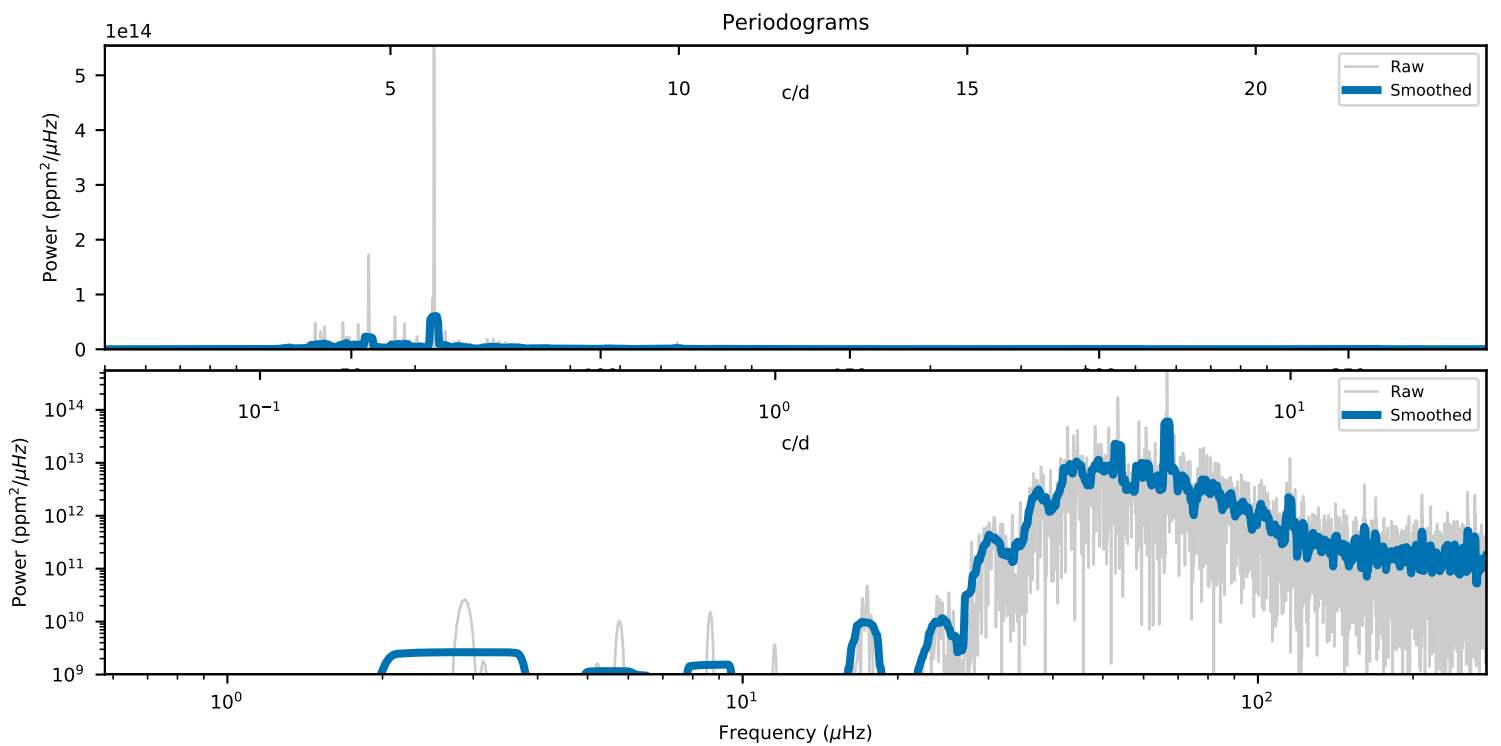 Periodograms
1e14
5 10 15 20
c/d
Raw
Smoothed
5
4
3
2
1
0
Power (ppm²/μHz)
10⁻¹ 10⁰ 10¹
c/d
Raw
Smoothed
10¹⁴
10¹³
10¹²
10¹¹
10¹⁰
10⁹
Power (ppm²/μHz)
10⁰ 10¹ 10²
Frequency (μHz)